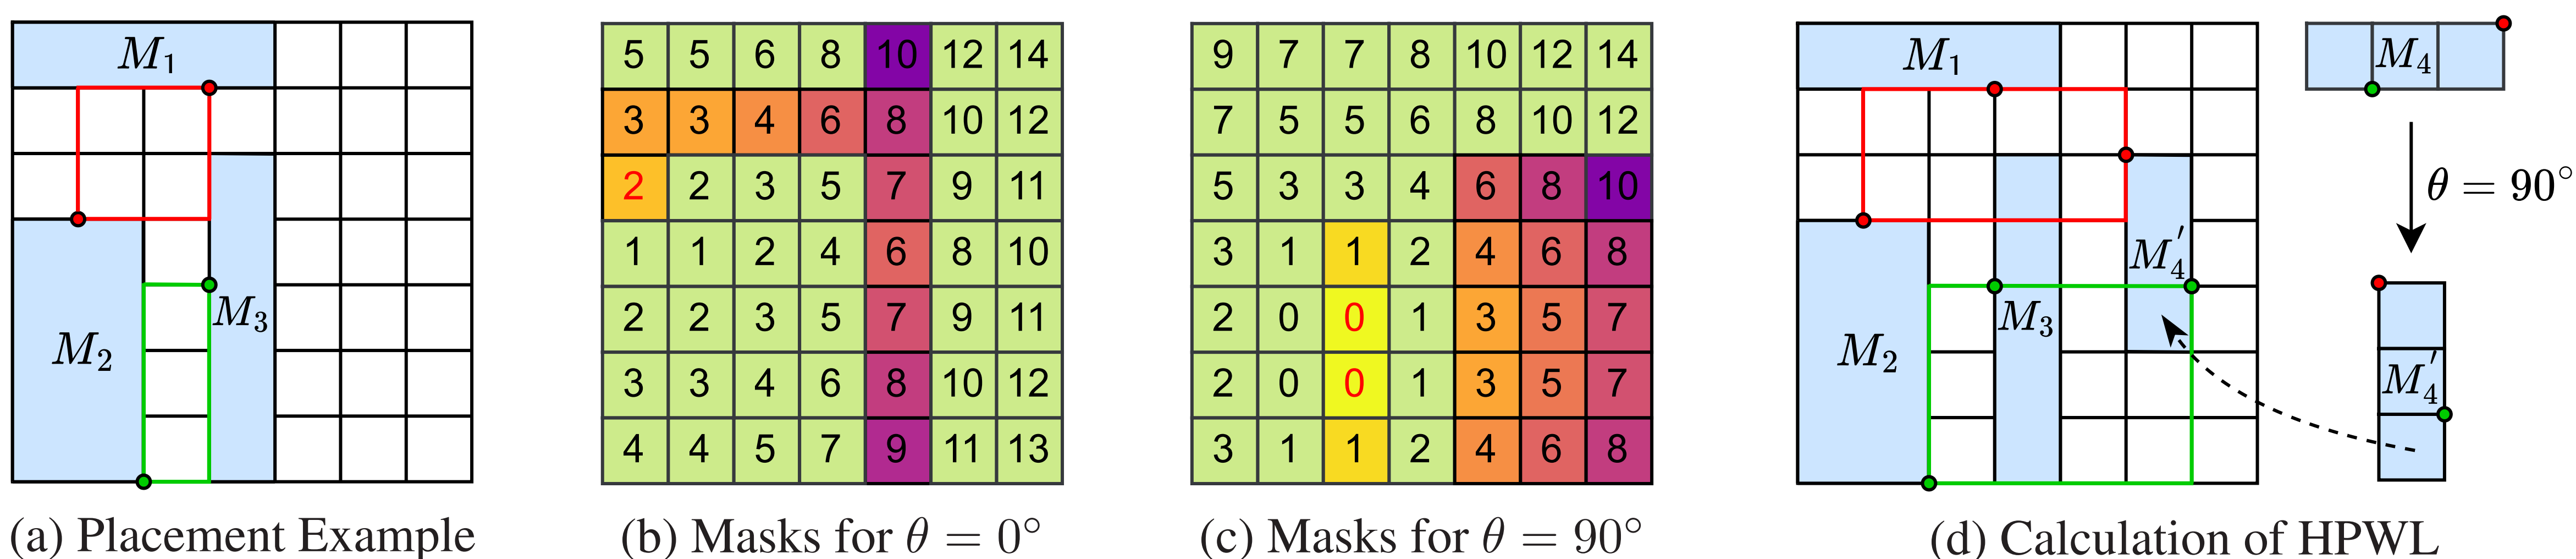 M₁
M₂
M₃
(a) Placement Example
5 5 6 8 10 12 14
3 3 4 6 8 10 12
2 2 3 5 7 9 11
1 1 2 4 6 8 10
2 2 3 5 7 9 11
3 3 4 6 8 10 12
4 4 5 7 9 11 13
(b) Masks for θ = 0°
9 7 7 8 10 12 14
7 5 5 6 8 10 12
5 3 3 4 6 8 10
3 1 1 2 4 6 8
2 0 0 1 3 5 7
2 0 0 1 3 5 7
3 1 1 2 4 6 8
(c) Masks for θ = 90°
M₁
M₄′
M₃
M₂
M₄
θ = 90°
M₄′
(d) Calculation of HPWL